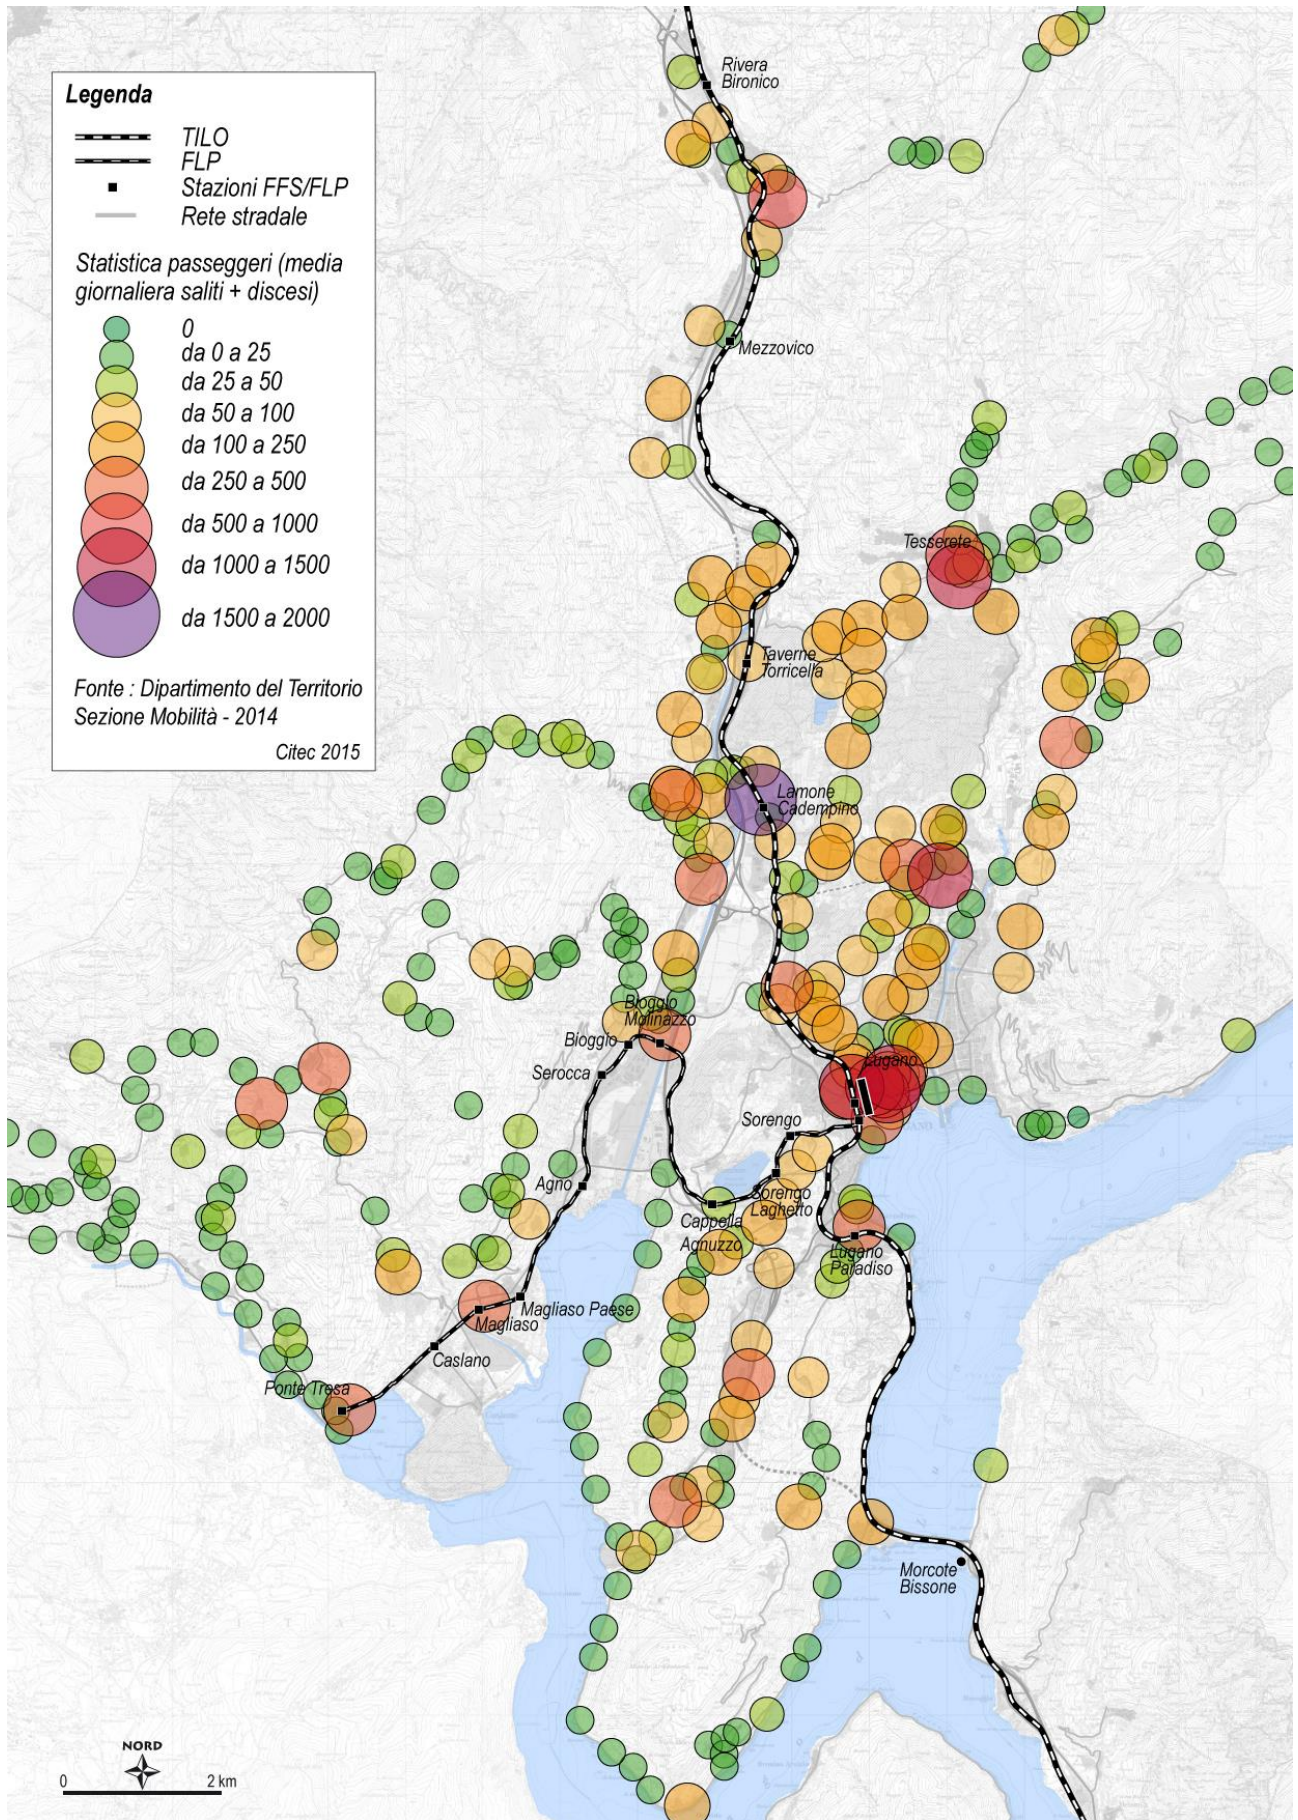 Legenda
TILO
FLP
Stazioni FFS/FLP
Rete stradale
Statistica passeggeri (media
giornaliera saliti + discesi)
0
da 0 a 25
da 25 a 50
da 50 a 100
da 100 a 250
da 250 a 500
da 500 a 1000
da 1000 a 1500
da 1500 a 2000
Fonte : Dipartimento del Territorio
Sezione Mobilità - 2014
Citec 2015
Rivera
Bironico
Mezzovico
Tesserete
Taverne
Torricella
Lamone
Cadempino
Bioggio
Molinazzo
Bioggio
Serocca
Lugano
Sorengo
Agno
Sorengo
Laghetto
Cappella
Agnuzzo
Lugano
Paradiso
Magliaso Paese
Magliaso
Caslano
Ponte Tresa
Morcote
Bissone
NORD
0 2 km